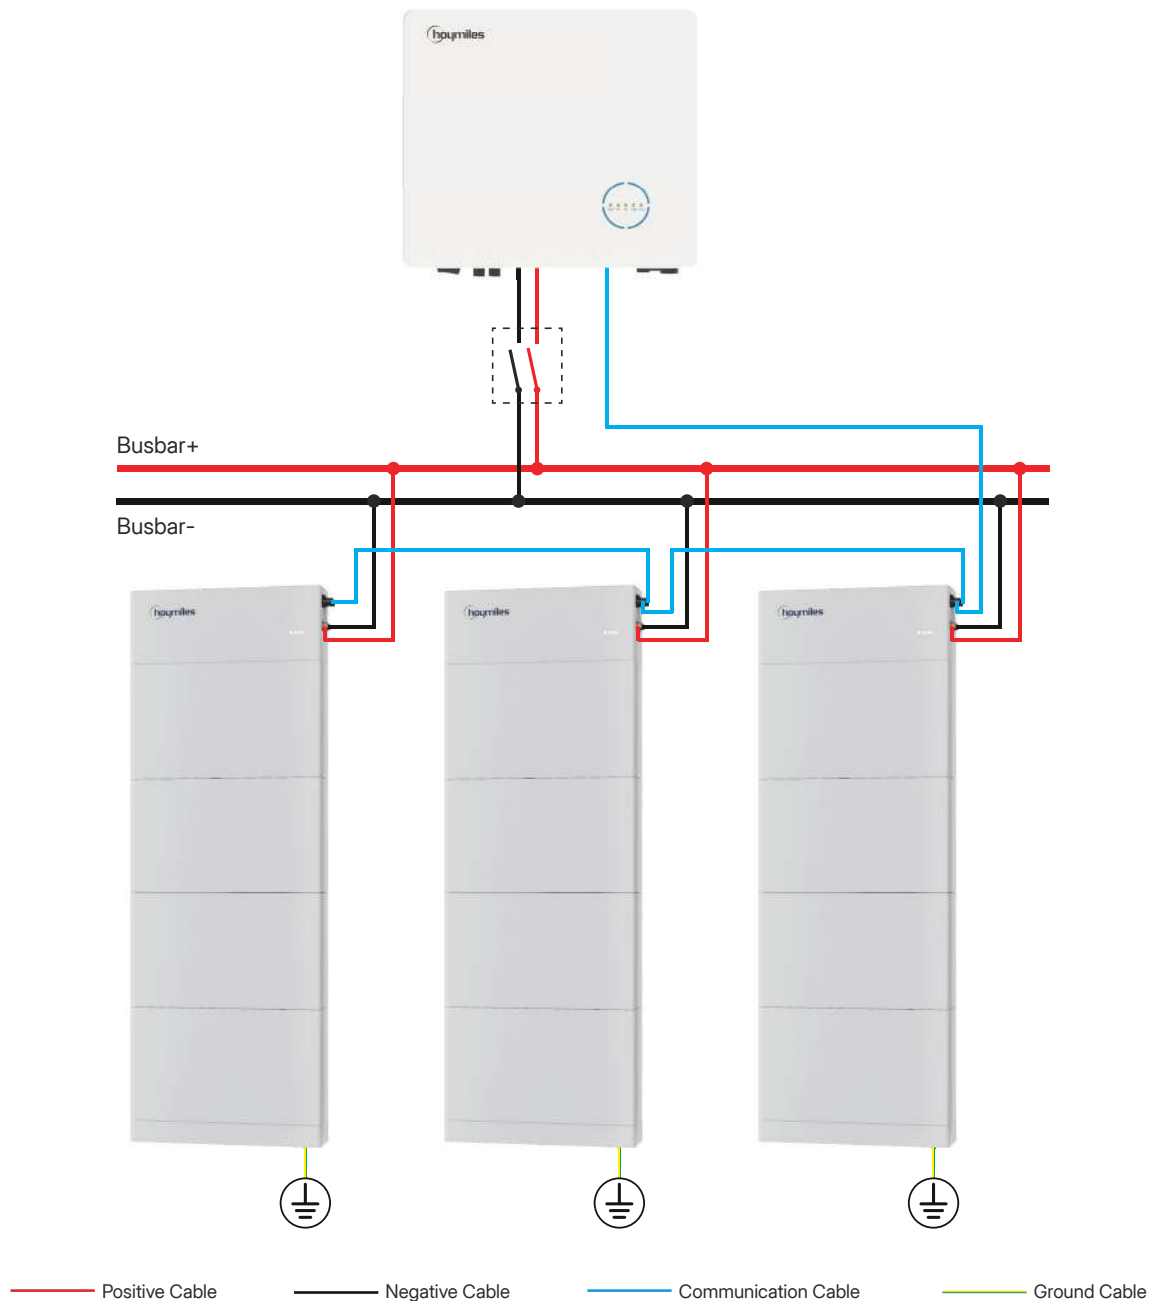 hoymiles
Busbar+
Busbar-
hoymiles
hoymiles
hoymiles
Positive Cable
Negative Cable
Communication Cable
Ground Cable